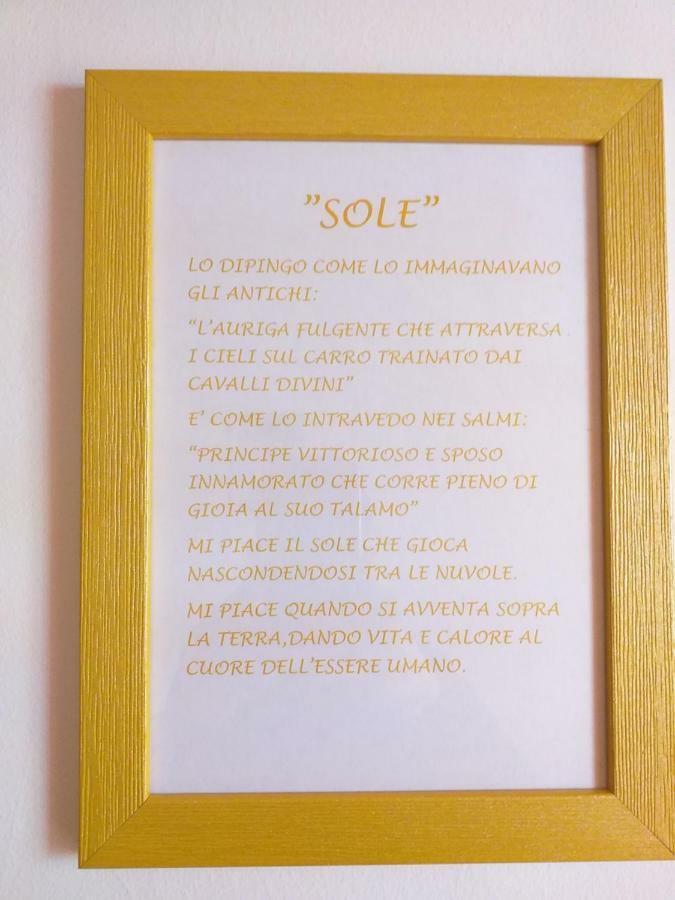 ”SOLE”
LO DIPINGO COME LO IMMAGINAVANO
GLI ANTICHI:
“L’AURIGA FULGENTE CHE ATTRAVERSA
I CIELI SUL CARRO TRAINATO DAI
CAVALLI DIVINI”
E’ COME LO INTRAVEDO NEI SALMI:
“PRINCIPE VITTORIOSO E SPOSO
INNAMORATO CHE CORRE PIENO DI
GIOIA AL SUO TALAMO”
MI PIACE IL SOLE CHE GIOCA
NASCONDENDOSI TRA LE NUVOLE.
MI PIACE QUANDO SI AVVENTA SOPRA
LA TERRA,DANDO VITA E CALORE AL
CUORE DELL’ESSERE UMANO.